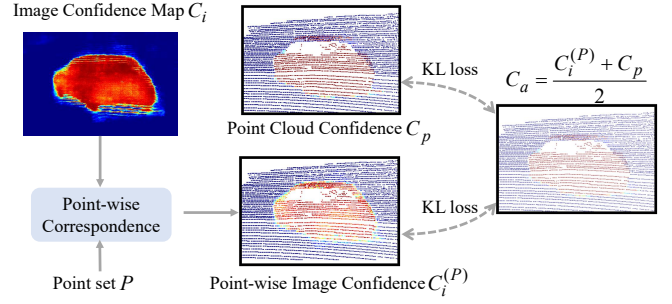 Image Confidence Map C_i
KL loss
C_a = \frac{C_i^{(P)} + C_p}{2}
Point Cloud Confidence C_p
Point-wise
Correspondence
KL loss
Point set P
Point-wise Image Confidence C_i^{(P)}